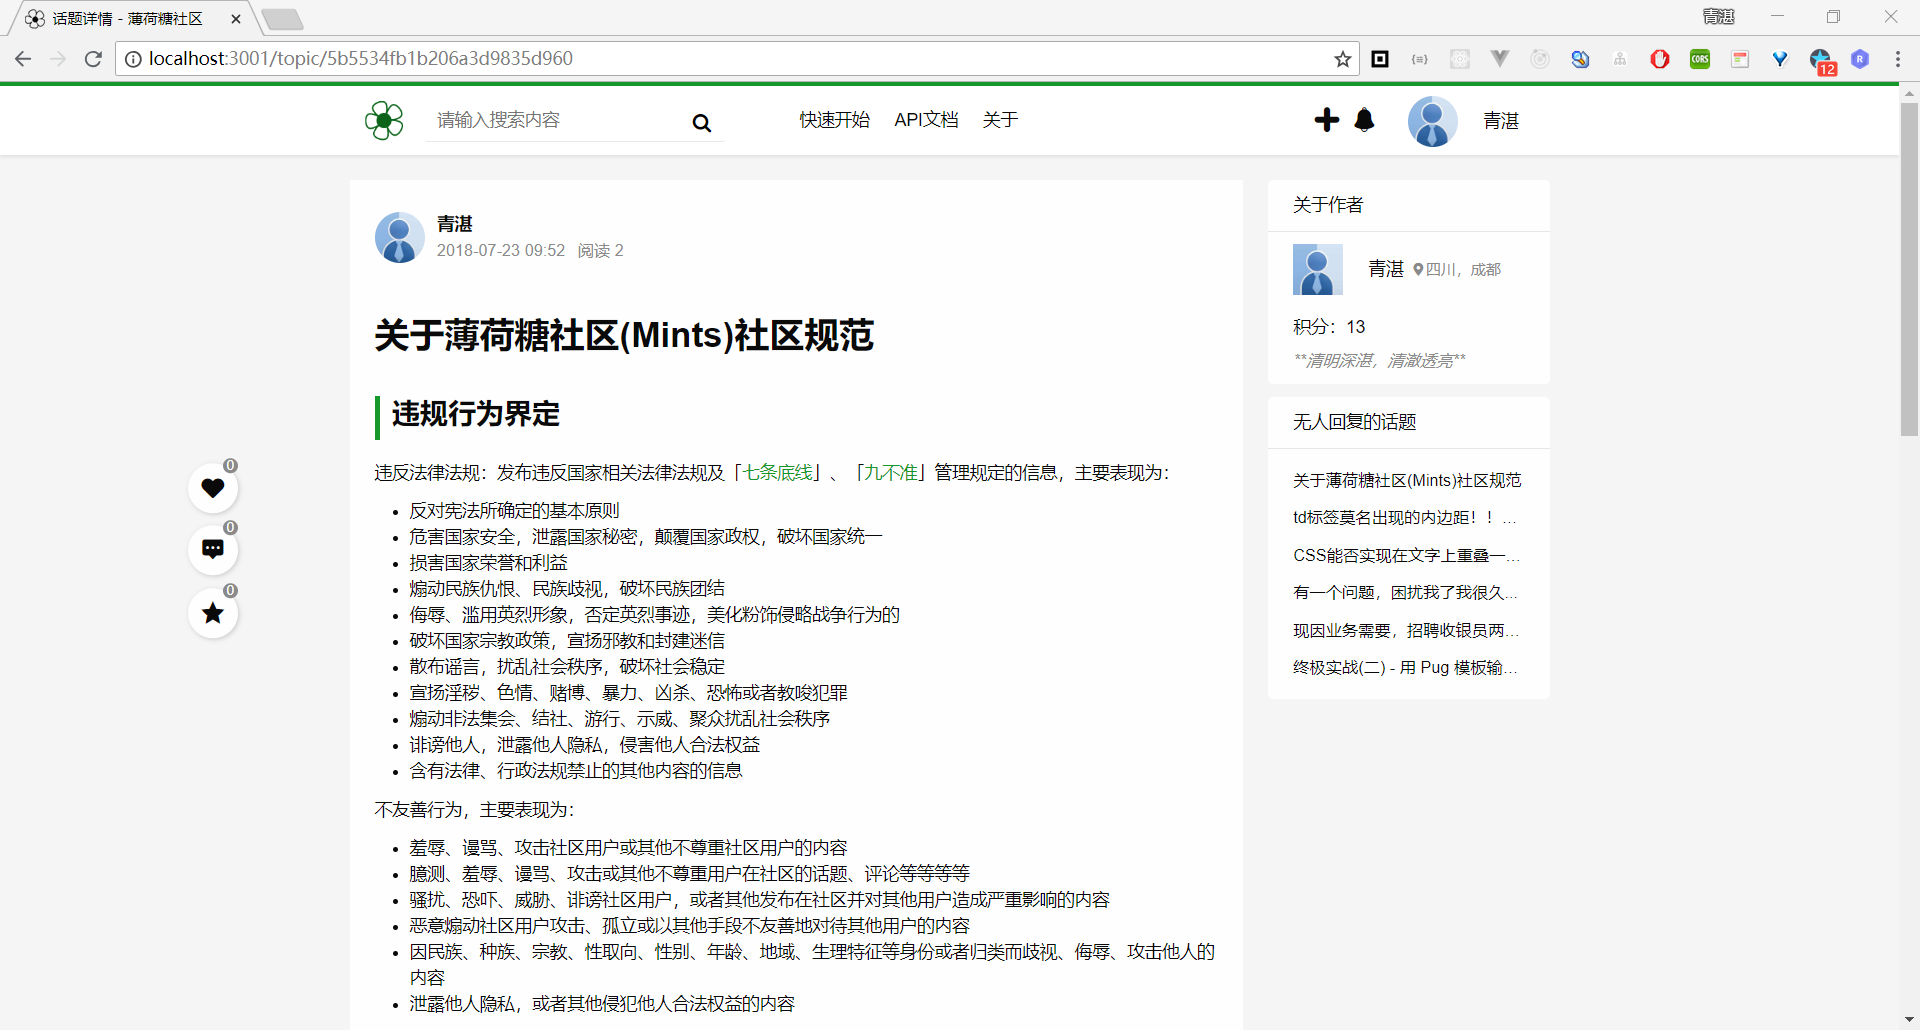 话题详情 - 薄荷糖社区
青湛
localhost:3001/topic/5b5534fb1b206a3d9835d960
{≡}
CORS
12
R
请输入搜索内容
快速开始 API文档 关于
青湛
青湛
2018-07-23 09:52 阅读 2
关于薄荷糖社区(Mints)社区规范
违规行为界定
违反法律法规：发布违反国家相关法律法规及「七条底线」、「九不准」管理规定的信息，主要表现为：
反对宪法所确定的基本原则
危害国家安全，泄露国家秘密，颠覆国家政权，破坏国家统一
损害国家荣誉和利益
煽动民族仇恨、民族歧视，破坏民族团结
侮辱、滥用英烈形象，否定英烈事迹，美化粉饰侵略战争行为的
破坏国家宗教政策，宣扬邪教和封建迷信
散布谣言，扰乱社会秩序，破坏社会稳定
宣扬淫秽、色情、赌博、暴力、凶杀、恐怖或者教唆犯罪
煽动非法集会、结社、游行、示威、聚众扰乱社会秩序
诽谤他人，泄露他人隐私，侵害他人合法权益
含有法律、行政法规禁止的其他内容的信息
不友善行为，主要表现为：
羞辱、谩骂、攻击社区用户或其他不尊重社区用户的内容
臆测、羞辱、谩骂、攻击或其他不尊重用户在社区的话题、评论等等等等
骚扰、恐吓、威胁、诽谤社区用户，或者其他发布在社区并对其他用户造成严重影响的内容
恶意煽动社区用户攻击、孤立或以其他手段不友善地对待其他用户的内容
因民族、种族、宗教、性取向、性别、年龄、地域、生理特征等身份或者归类而歧视、侮辱、攻击他人的
内容
泄露他人隐私，或者其他侵犯他人合法权益的内容
0
0
0
关于作者
青湛 四川，成都
积分：13
**清明深湛，清澈透亮**
无人回复的话题
关于薄荷糖社区(Mints)社区规范
td标签莫名出现的内边距！！...
CSS能否实现在文字上重叠一...
有一个问题，困扰我了我很久...
现因业务需要，招聘收银员两...
终极实战(二) - 用 Pug 模板输...